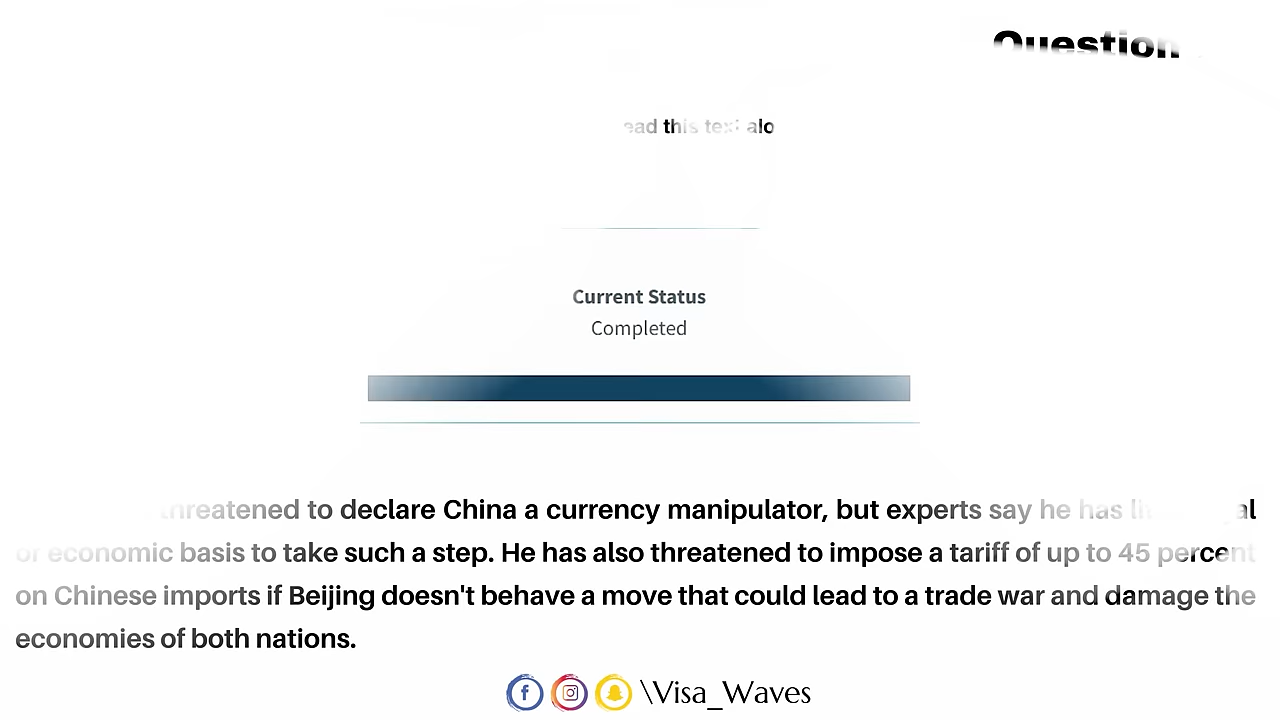 Question
ead this text alo
Current Status
Completed
threatened to declare China a currency manipulator, but experts say he has al
or economic basis to take such a step. He has also threatened to impose a tariff of up to 45 percent
on Chinese imports if Beijing doesn't behave a move that could lead to a trade war and damage the
economies of both nations.
\Visa_Waves